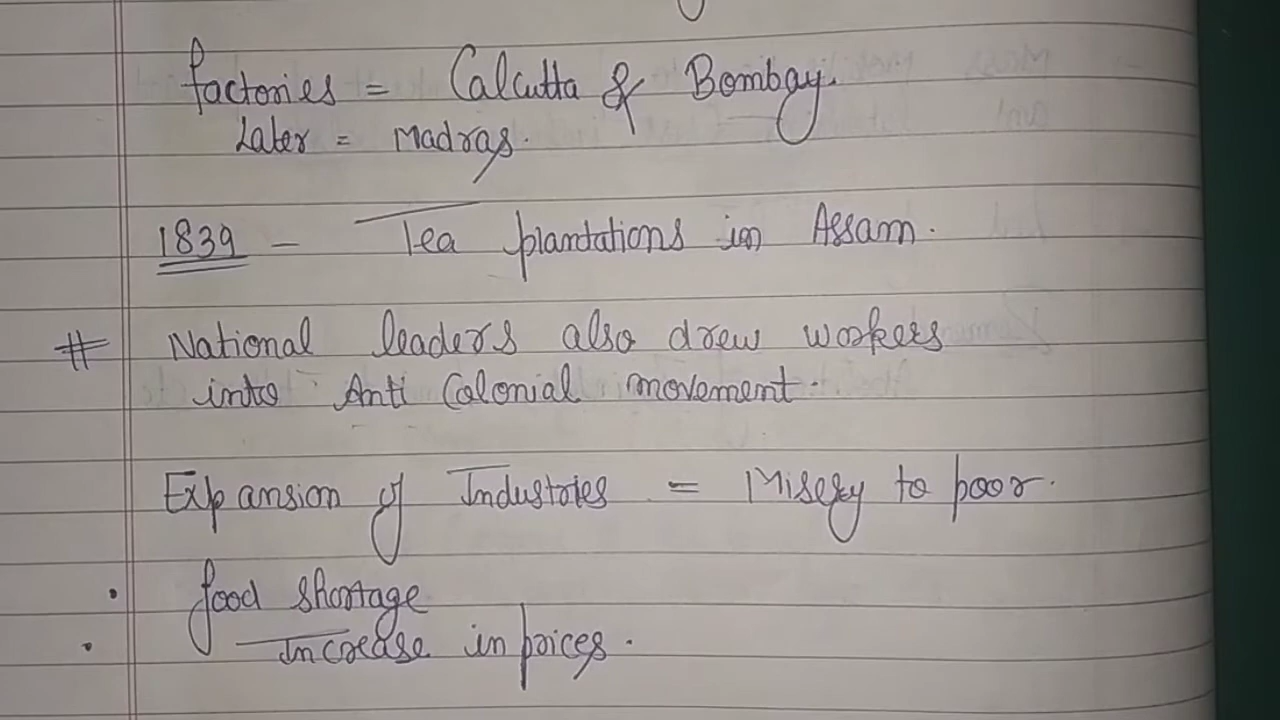 factories = Calcutta & Bombay.
Later = Madras.
1839 - Tea plantations in Assam.
# National leaders also drew workers
into Anti Colonial movement.
Expansion of Industries = Misery to poor.
. food shortage
. Increase in prices.